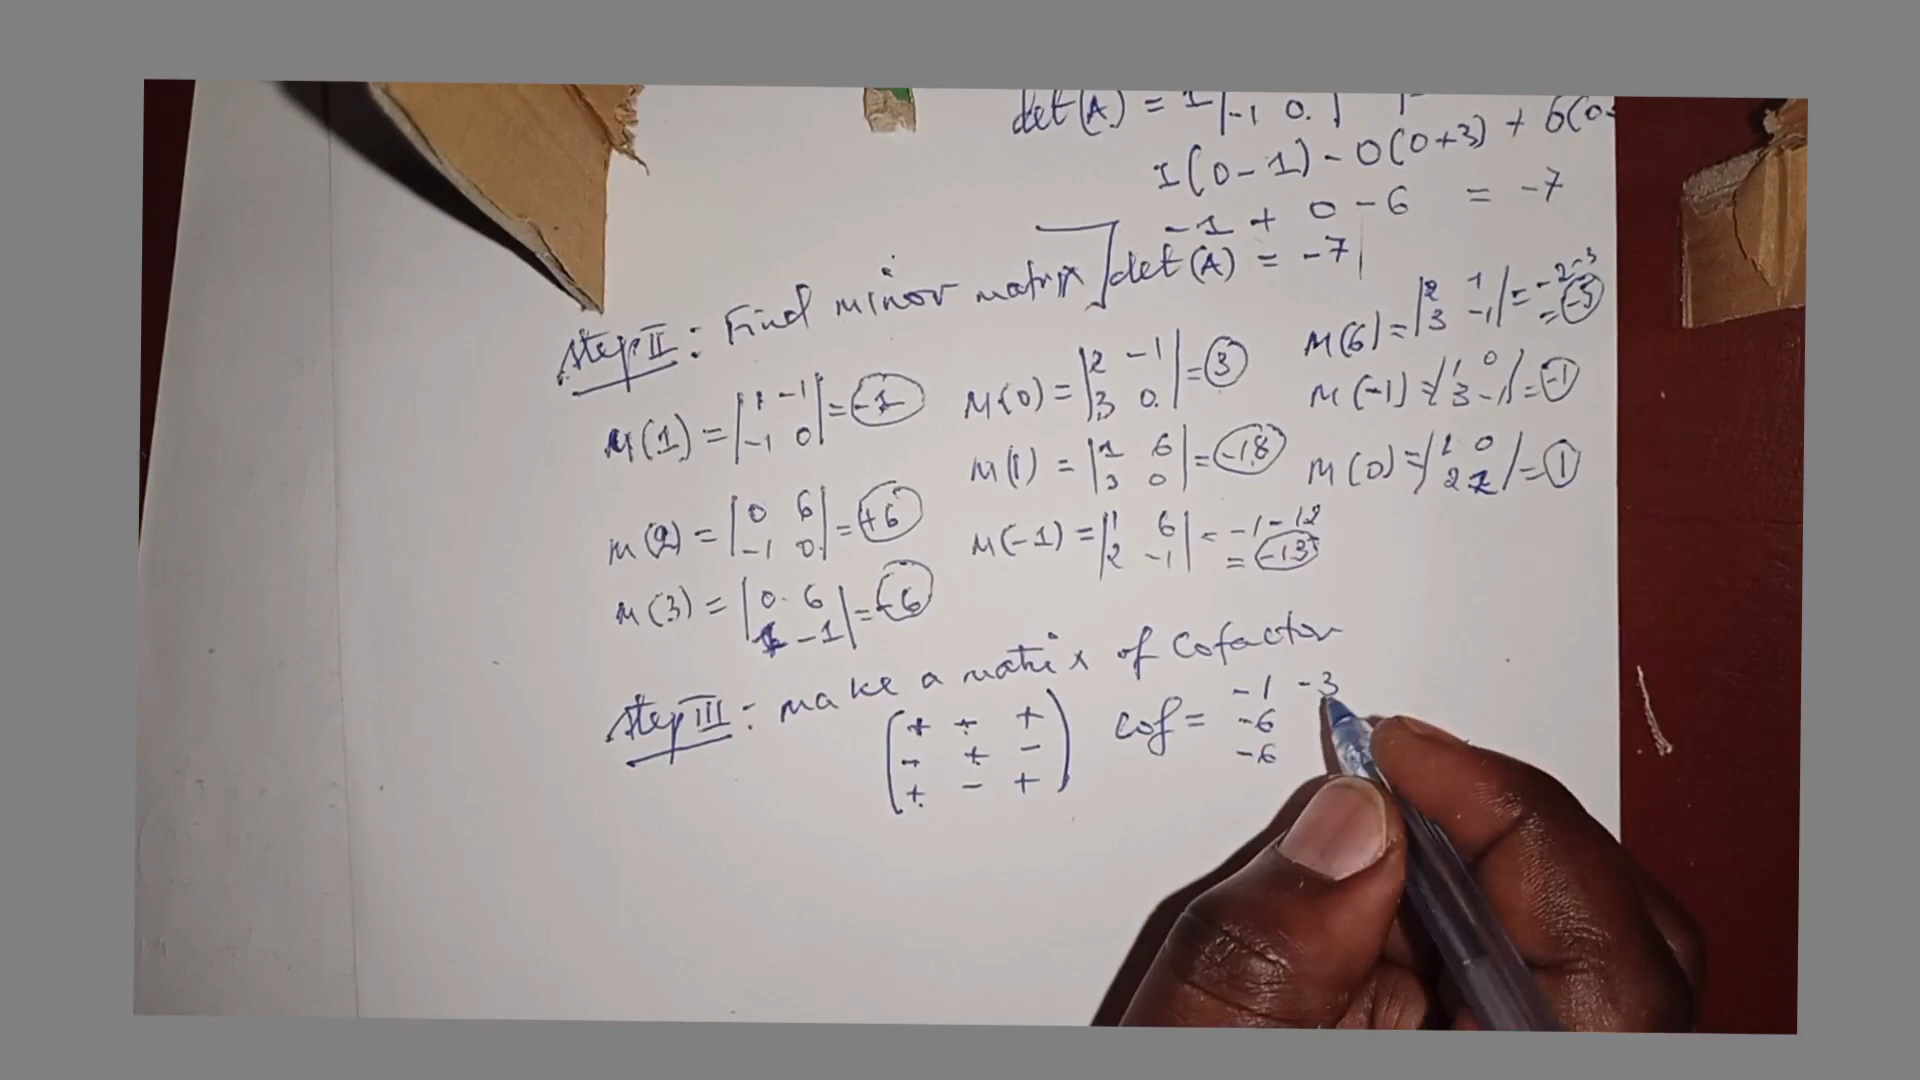 det(A) = 1 | -1 0 |
1(0-1) - 0(0+3) + 6(0
-1 + 0 - 6 = -7
det(A) = -7
Step II: Find minor matrix
M(1) = | 1 -1 | = -1
| -1 0 |
M(2) = | 0 6 | = +6
| -1 0 |
M(3) = | 0 6 | = -6
| 1 -1 |
M(0) = | 2 -1 | = 3
| 3 0 |
M(1) = | 1 6 | = -18
| 3 0 |
M(-1) = | 1 6 | = -1-12
| 2 -1 | = -13
M(6) = | 2 1 | = -2-3
| 3 -1 | = -5
M(-1) = | 1 0 | = -1
| 3 -1 |
M(0) = | 1 0 | = 1
| 2 1 |
Step III: make a matrix of cofactor
+ - +
- + -
+ - +
cof = -1 -3
-6
-6